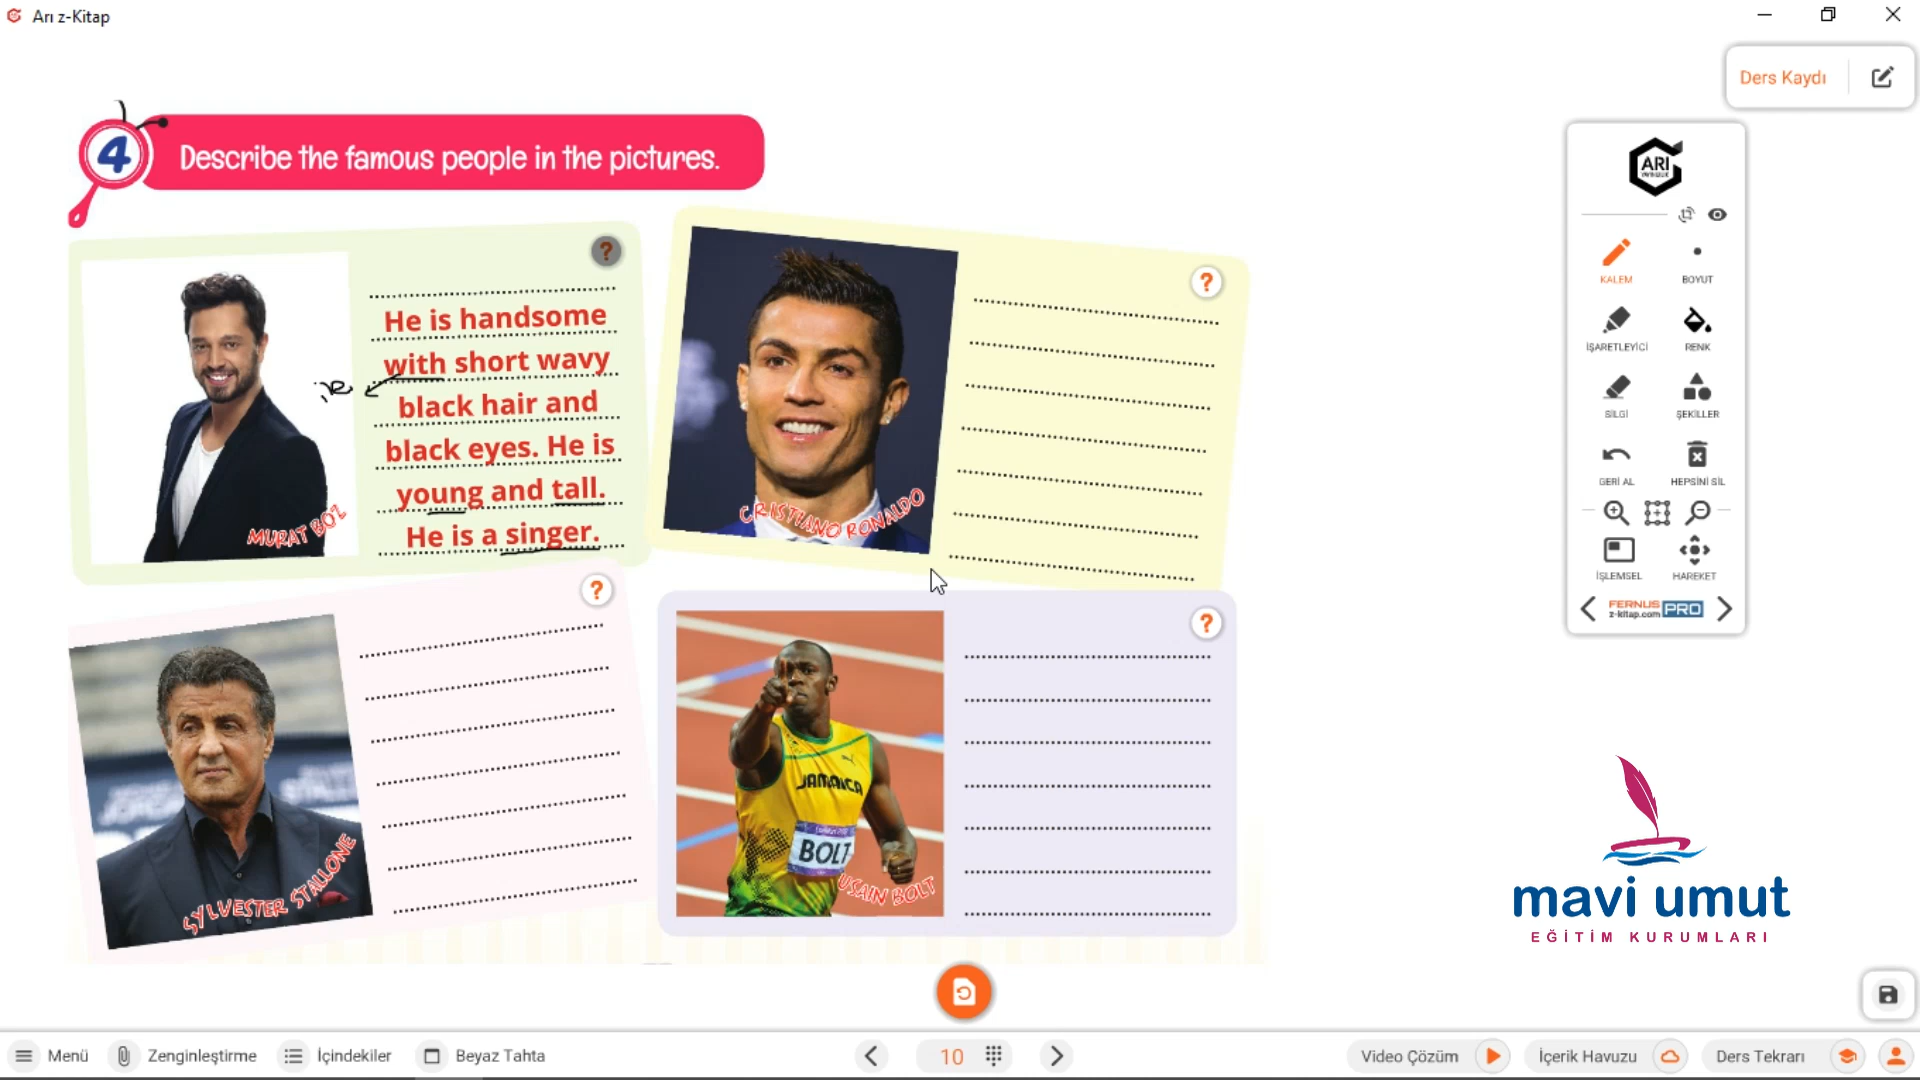 Arı z-Kitap
Ders Kaydı
4
Describe the famous people in the pictures.
?
He is handsome
with short wavy
black hair and
black eyes. He is
young and tall.
He is a singer.
ile
MURAT BOZ
?
CRISTIANO RONALDO
?
SYLVESTER STALLONE
?
JAMAICA
BOLT
USAIN BOLT
ARI
YAYINCILIK
KALEM
BOYUT
İŞARETLEYİCİ
RENK
SİLGİ
ŞEKİLLER
GERİ AL
HEPSİNİ SİL
İŞLEMSEL
HAREKET
FERNUS
z-kitap.com
PRO
mavi umut
EĞİTİM KURUMLARI
Menü
Zenginleştirme
İçindekiler
Beyaz Tahta
10
Video Çözüm
İçerik Havuzu
Ders Tekrarı